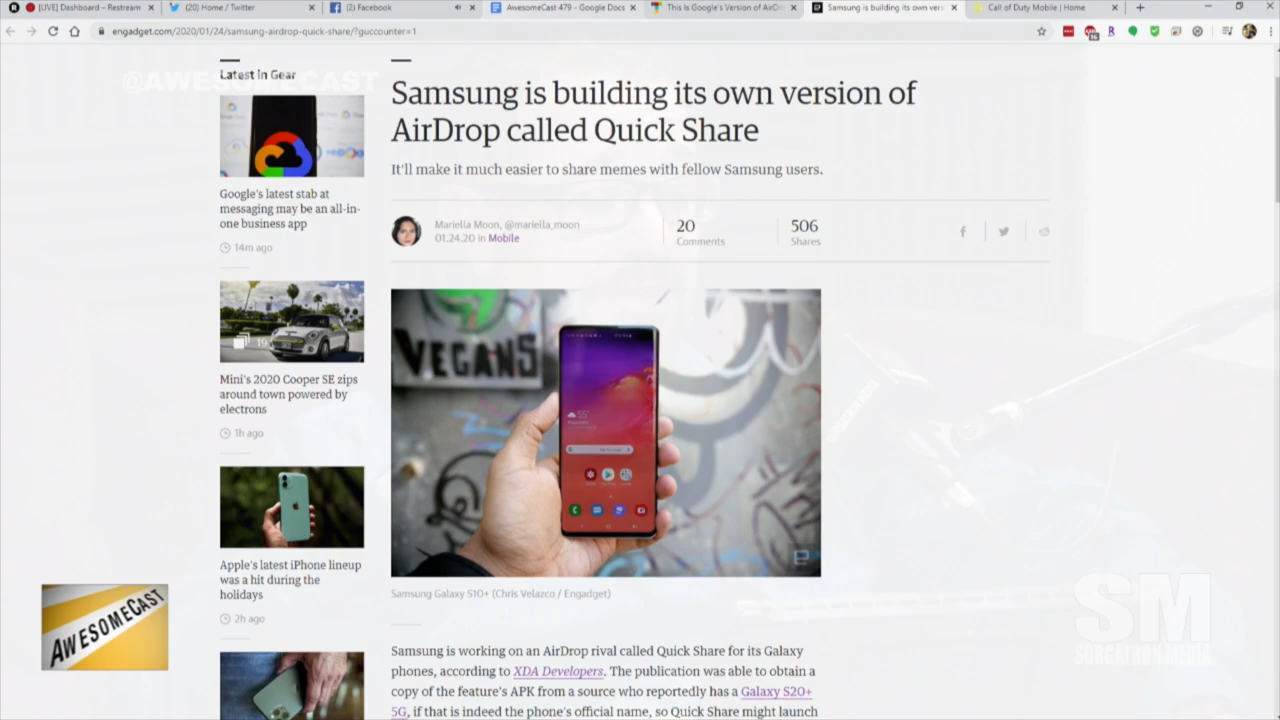 [LIVE] Dashboard – Restream
(20) Home / Twitter
(2) Facebook
AwesomeCast 479 - Google Docs
This Is Google's Version of AirDr
Samsung is building its own versi
Call of Duty Mobile | Home
engadget.com/2020/01/24/samsung-airdrop-quick-share/?guccounter=1
16
@AWESOMECAST
Latest in Gear
Google's latest stab at
messaging may be an all-in-
one business app
14m ago
19
Mini's 2020 Cooper SE zips
around town powered by
electrons
1h ago
Apple's latest iPhone lineup
was a hit during the
holidays
2h ago
Samsung is building its own version of
AirDrop called Quick Share
It'll make it much easier to share memes with fellow Samsung users.
Mariella Moon, @mariella_moon
01.24.20 in Mobile
20
Comments
506
Shares
VEGANS
55°
Samsung Galaxy S10+ (Chris Velazco / Engadget)
Samsung is working on an AirDrop rival called Quick Share for its Galaxy
phones, according to XDA Developers. The publication was able to obtain a
copy of the feature's APK from a source who reportedly has a Galaxy S20+
5G, if that is indeed the phone's official name, so Quick Share might launch
AWESOMECAST
SM
SORGATRON MEDIA